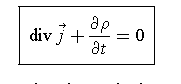 div j⃗ + ∂ρ/∂t = 0